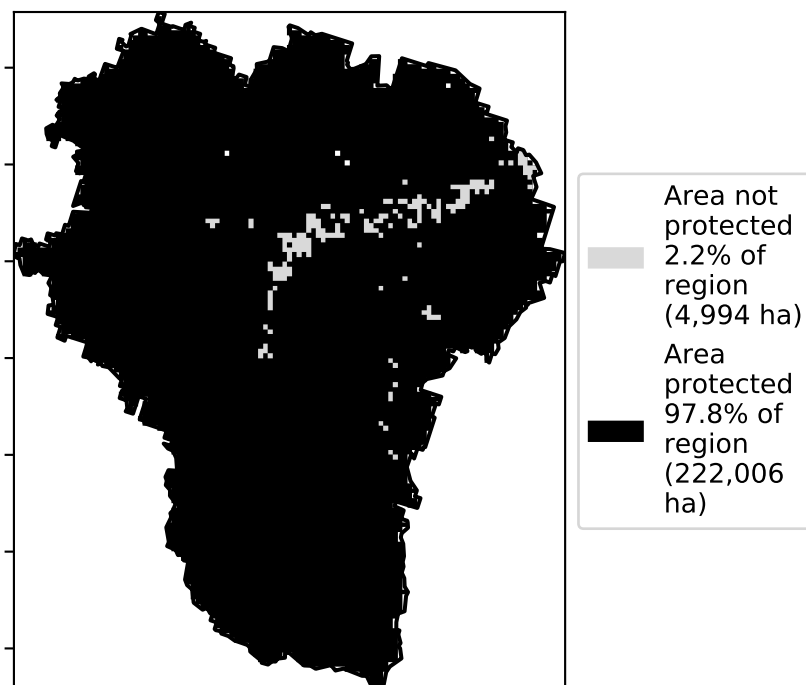 Area not
protected
2.2% of
region
(4,994 ha)
Area
protected
97.8% of
region
(222,006
ha)